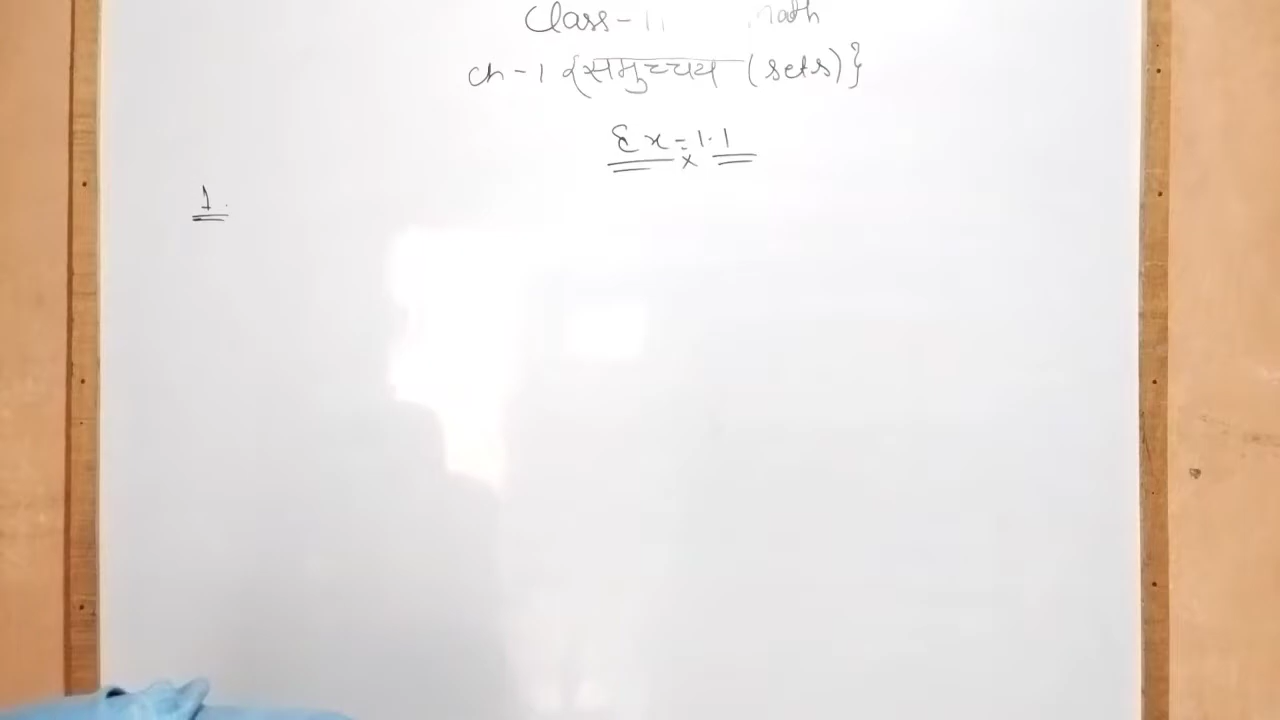 Class-11 Math
Ch-1 {समुच्चय (sets)}
Ex=1.1
x
1.